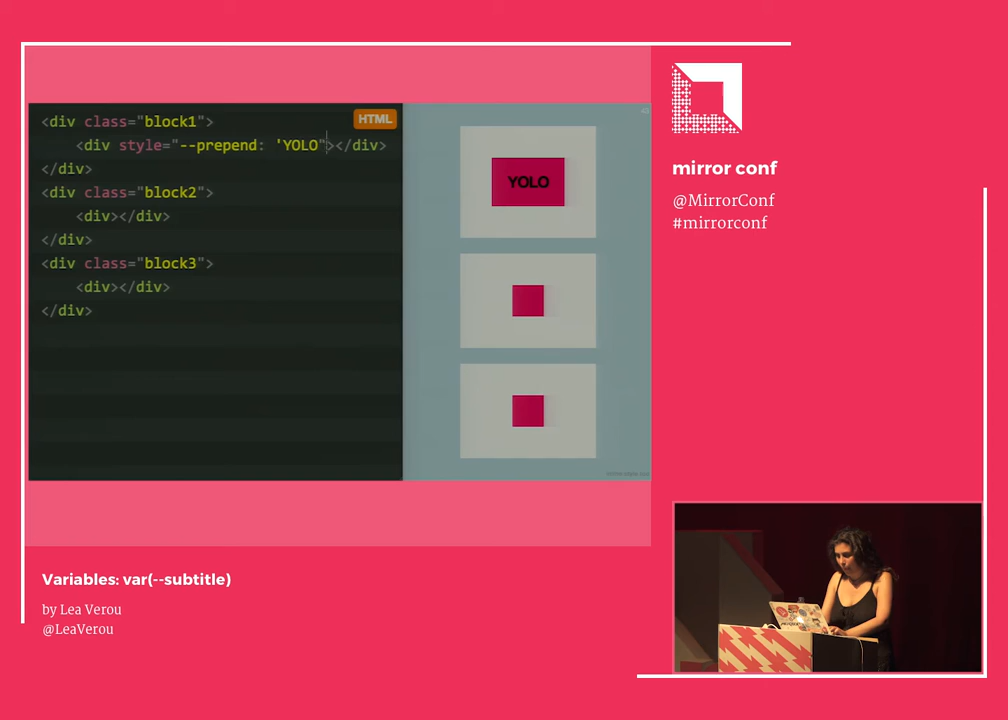 <div class="block1">
<div style="--prepend: 'YOLO"></div>
</div>
<div class="block2">
<div></div>
</div>
<div class="block3">
<div></div>
</div>
HTML
YOLO
mirror conf
@MirrorConf
#mirrorconf
Variables: var(--subtitle)
by Lea Verou
@LeaVerou